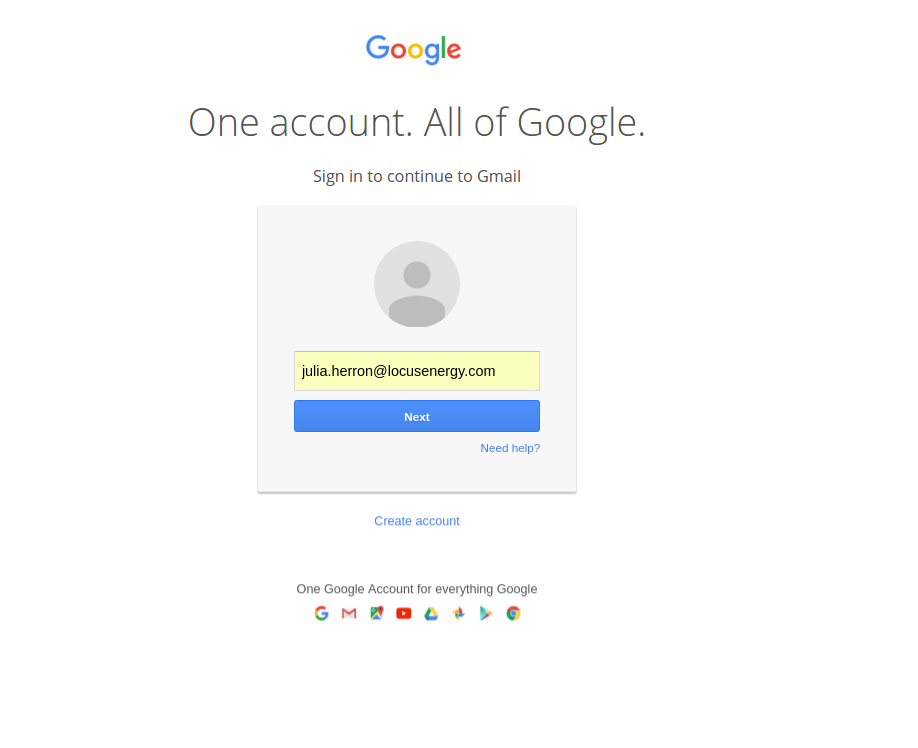 Google
One account. All of Google.
Sign in to continue to Gmail
julia.herron@locusenergy.com
Next
Need help?
Create account
One Google Account for everything Google